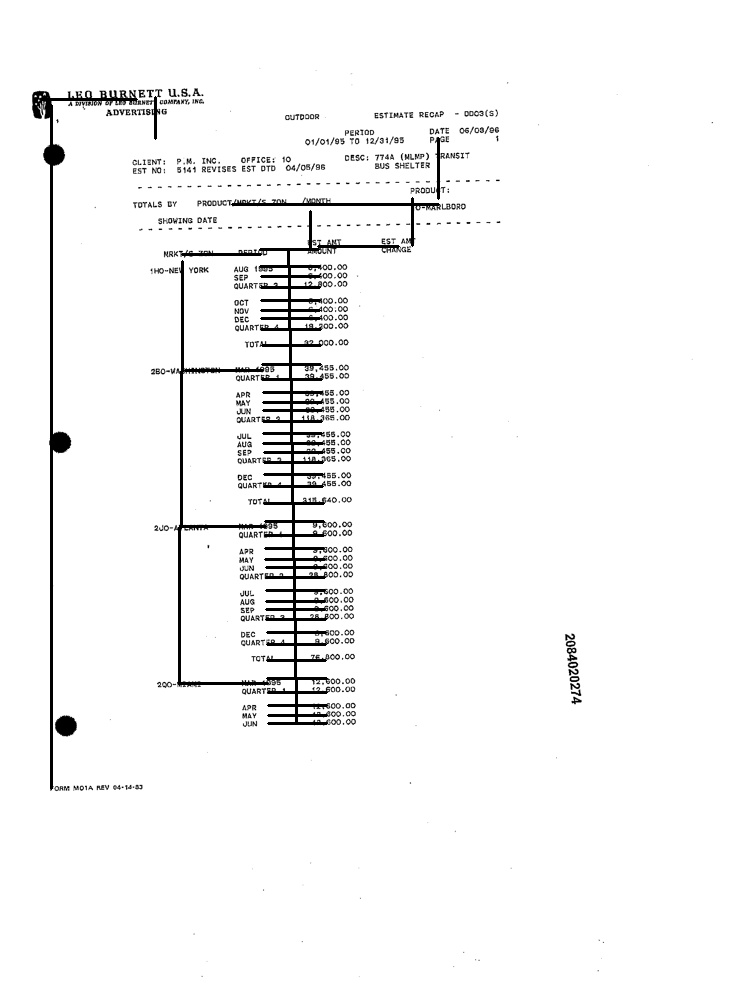 LEO BURNETT U.S.A.
A DIVISION OF LEO BURNETT COMPANY, INC.
ADVERTISING
OUTDOOR ESTIMATE RECAP - 0003(S)
PERIOD DATE 06/03/96
01/01/95 TO 12/31/95 PAGE 1
CLIENT: P.M. INC. OFFICE: 10 DESC: 774A (MLMP) TRANSIT
EST NO: 5141 REVISES EST DTD 04/05/96 BUS SHELTER
PRODUCT:
TOTALS BY PRODUCT/MRKT/S ZON /MONTH
O-MARLBORO
SHOWING DATE
EST AMT EST AMT
MRKT/S ZON PERIOD AMOUNT CHANGE
1HO-NEW YORK AUG 1995 6,400.00
SEP 6,400.00
QUARTER 3 12,800.00
OCT 6,400.00
NOV 6,400.00
DEC 6,400.00
QUARTER 4 19,200.00
TOTAL 32,000.00
2BO-WASHINGTON MAR 1995 39,455.00
QUARTER 1 39,455.00
APR 39,455.00
MAY 39,455.00
JUN 39,455.00
QUARTER 2 118,365.00
JUL 39,455.00
AUG 39,455.00
SEP 39,455.00
QUARTER 3 118,365.00
DEC 39,455.00
QUARTER 4 39,455.00
TOTAL 315,640.00
2JO-ATLANTA MAR 1995 9,600.00
QUARTER 1 9,600.00
APR 9,600.00
MAY 9,600.00
JUN 9,600.00
QUARTER 2 28,800.00
JUL 9,600.00
AUG 9,600.00
SEP 9,600.00
QUARTER 3 28,800.00
DEC 9,600.00
QUARTER 4 9,600.00
TOTAL 76,800.00
2QO-MIAMI MAR 1995 12,600.00
QUARTER 1 12,600.00
APR 12,600.00
MAY 12,600.00
JUN 12,600.00
2084020274
FORM M01A REV 04-14-83